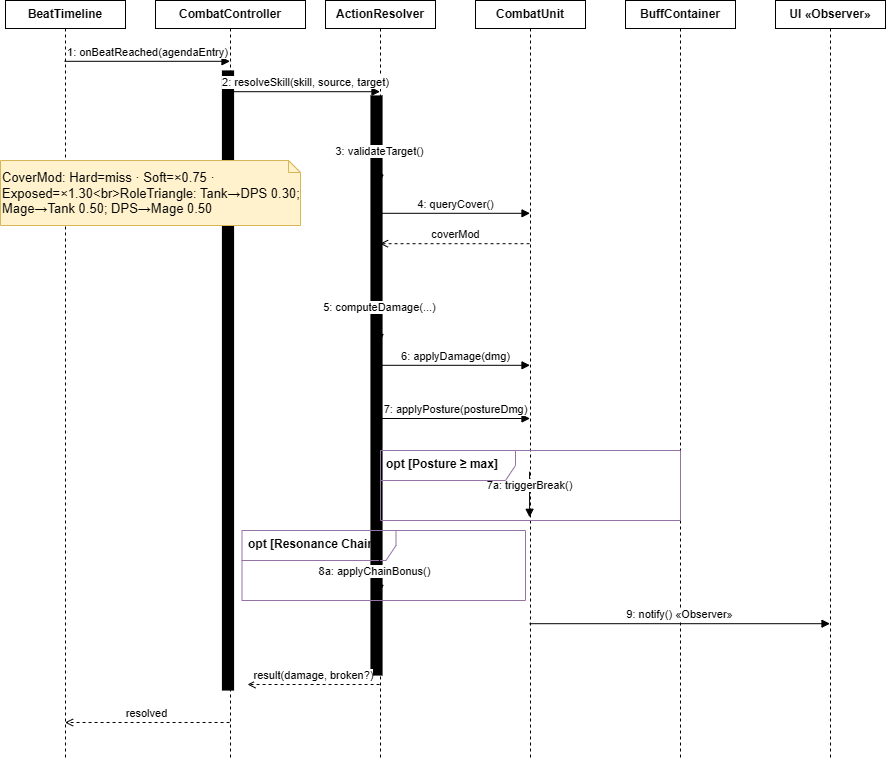 BeatTimeline
CombatController
ActionResolver
CombatUnit
BuffContainer
UI «Observer»
1: onBeatReached(agendaEntry)
2: resolveSkill(skill, source, target)
3: validateTarget()
CoverMod: Hard=miss · Soft=×0.75 ·
Exposed=×1.30<br>RoleTriangle: Tank→DPS 0.30;
Mage→Tank 0.50; DPS→Mage 0.50
4: queryCover()
coverMod
5: computeDamage(...)
6: applyDamage(dmg)
7: applyPosture(postureDmg)
opt [Posture ≥ max]
7a: triggerBreak()
opt [Resonance Chain
8a: applyChainBonus()
9: notify() «Observer»
result(damage, broken?)
resolved